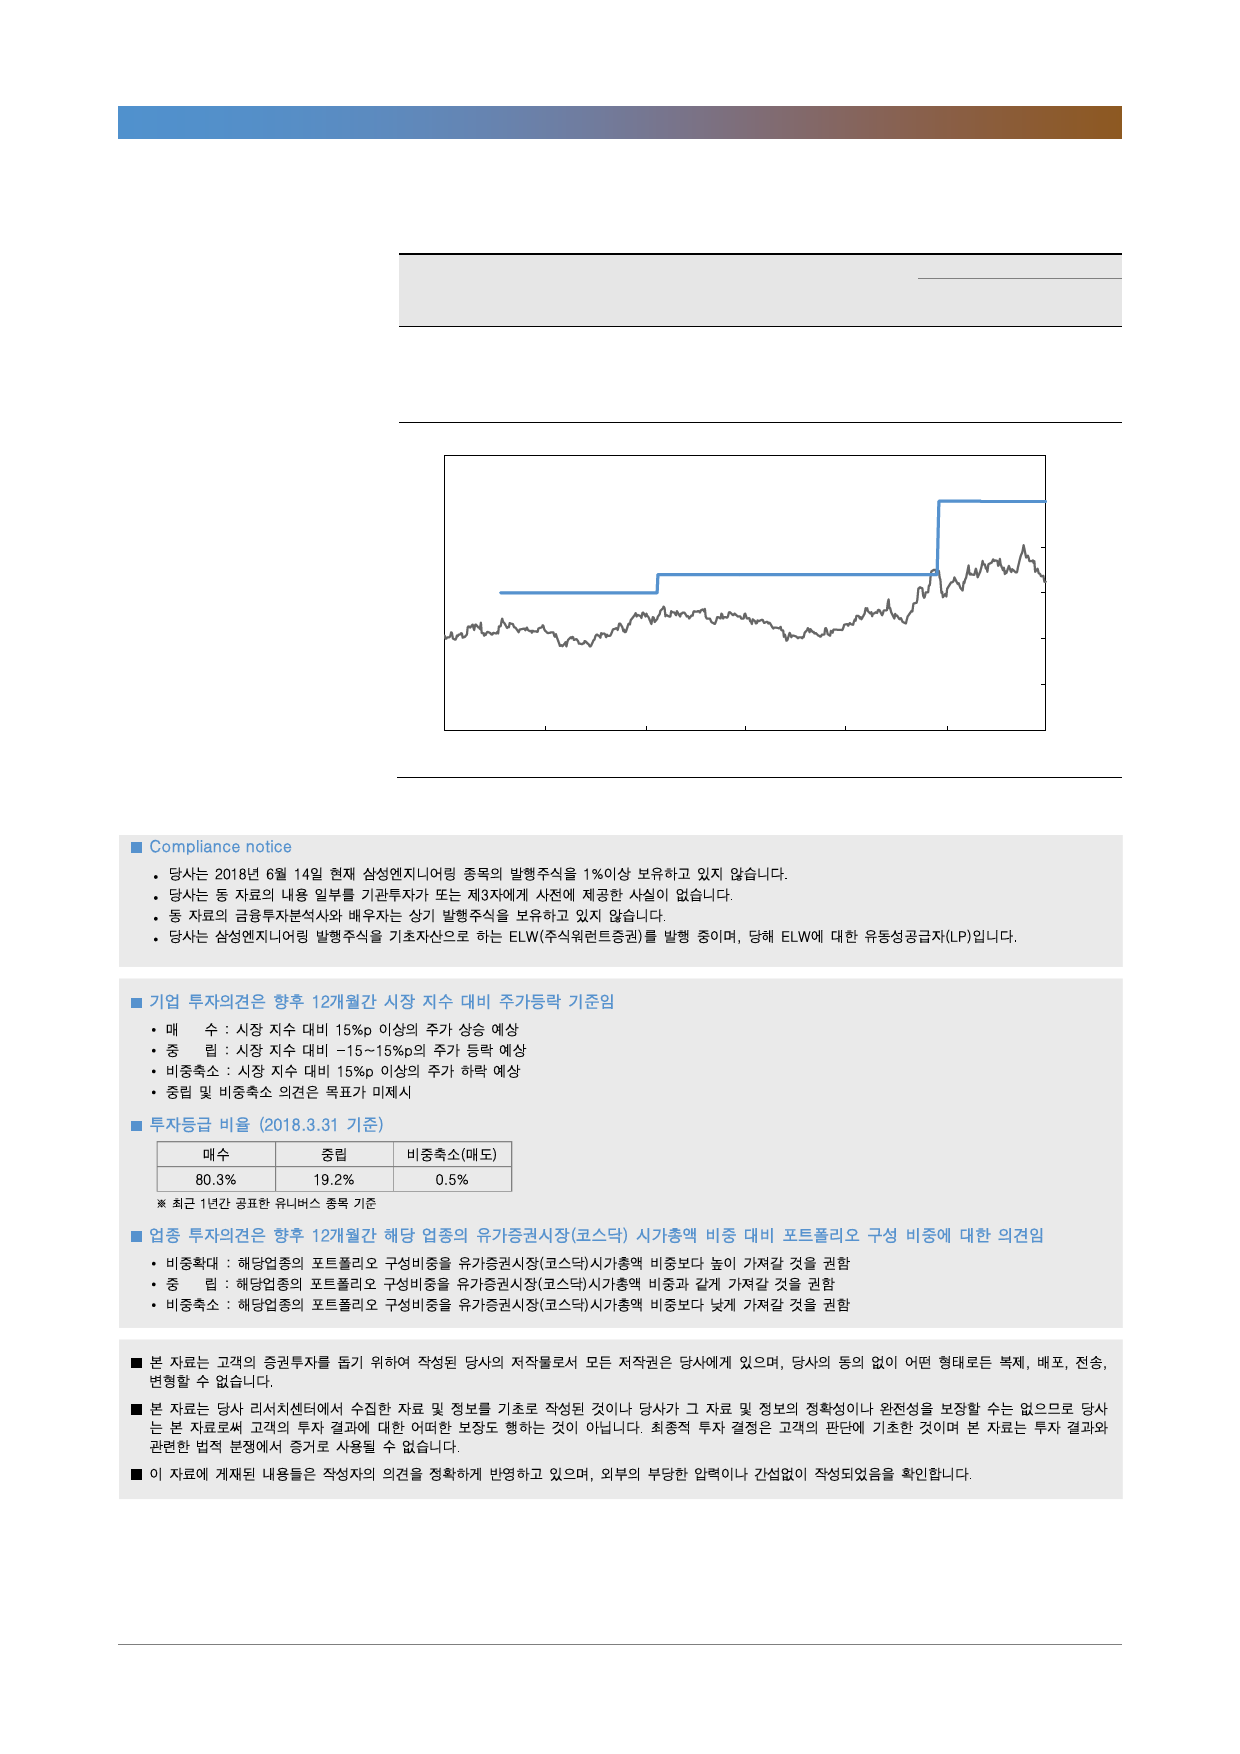 ■ Compliance notice
• 당사는 2018년 6월 14일 현재 삼성엔지니어링 종목의 발행주식을 1%이상 보유하고 있지 않습니다.
• 당사는 동 자료의 내용 일부를 기관투자가 또는 제3자에게 사전에 제공한 사실이 없습니다.
• 동 자료의 금융투자분석사와 배우자는 상기 발행주식을 보유하고 있지 않습니다.
• 당사는 삼성엔지니어링 발행주식을 기초자산으로 하는 ELW(주식워런트증권)를 발행 중이며, 당해 ELW에 대한 유동성공급자(LP)입니다.
■ 기업 투자의견은 향후 12개월간 시장 지수 대비 주가등락 기준임
• 매 수 : 시장 지수 대비 15%p 이상의 주가 상승 예상
• 중 립 : 시장 지수 대비 -15~15%p의 주가 등락 예상
• 비중축소 : 시장 지수 대비 15%p 이상의 주가 하락 예상
• 중립 및 비중축소 의견은 목표가 미제시
■ 투자등급 비율 (2018.3.31 기준)
매수 중립 비중축소(매도)
80.3% 19.2% 0.5%
※ 최근 1년간 공표한 유니버스 종목 기준
■ 업종 투자의견은 향후 12개월간 해당 업종의 유가증권시장(코스닥) 시가총액 비중 대비 포트폴리오 구성 비중에 대한 의견임
• 비중확대 : 해당업종의 포트폴리오 구성비중을 유가증권시장(코스닥)시가총액 비중보다 높이 가져갈 것을 권함
• 중 립 : 해당업종의 포트폴리오 구성비중을 유가증권시장(코스닥)시가총액 비중과 같게 가져갈 것을 권함
• 비중축소 : 해당업종의 포트폴리오 구성비중을 유가증권시장(코스닥)시가총액 비중보다 낮게 가져갈 것을 권함
■ 본 자료는 고객의 증권투자를 돕기 위하여 작성된 당사의 저작물로서 모든 저작권은 당사에게 있으며, 당사의 동의 없이 어떤 형태로든 복제, 배포, 전송,
변형할 수 없습니다.
■ 본 자료는 당사 리서치센터에서 수집한 자료 및 정보를 기초로 작성된 것이나 당사가 그 자료 및 정보의 정확성이나 완전성을 보장할 수는 없으므로 당사
는 본 자료로써 고객의 투자 결과에 대한 어떠한 보장도 행하는 것이 아닙니다. 최종적 투자 결정은 고객의 판단에 기초한 것이며 본 자료는 투자 결과와
관련한 법적 분쟁에서 증거로 사용될 수 없습니다.
■ 이 자료에 게재된 내용들은 작성자의 의견을 정확하게 반영하고 있으며, 외부의 부당한 압력이나 간섭없이 작성되었음을 확인합니다.